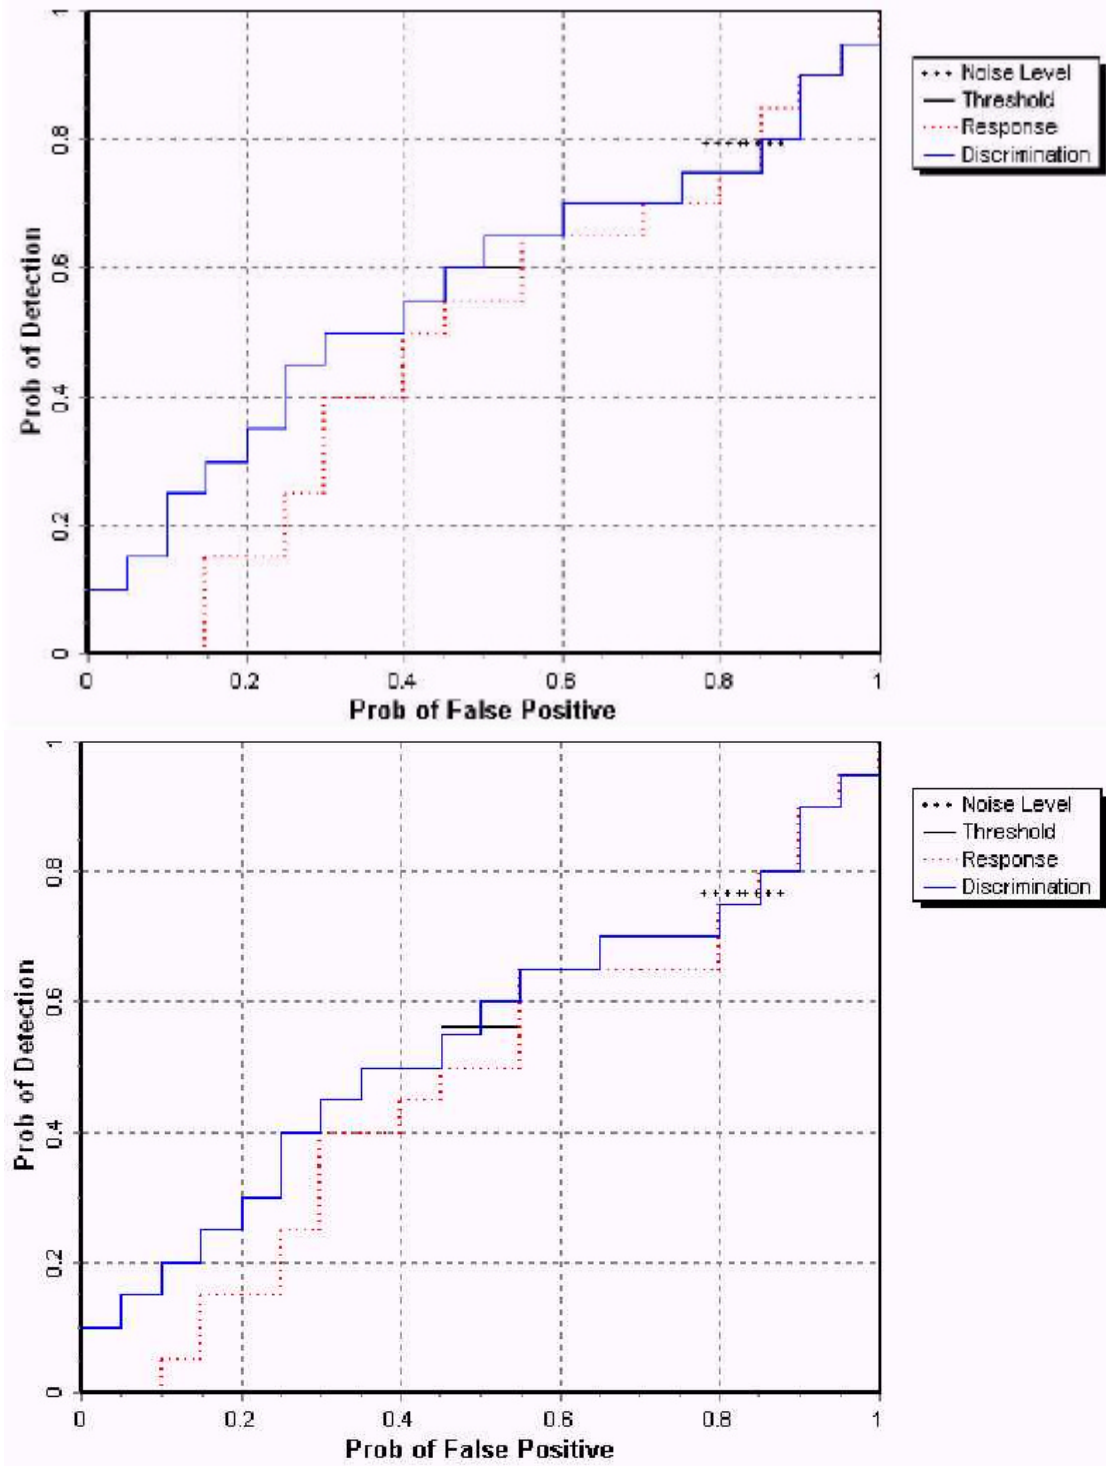 1
0.8
0.6
0.4
0.2
0
Prob of Detection
0 0.2 0.4 0.6 0.8 1
Prob of False Positive
Noise Level
Threshold
Response
Discrimination
1
0.8
0.6
0.4
0.2
0
Prob of Detection
0 0.2 0.4 0.6 0.8 1
Prob of False Positive
Noise Level
Threshold
Response
Discrimination